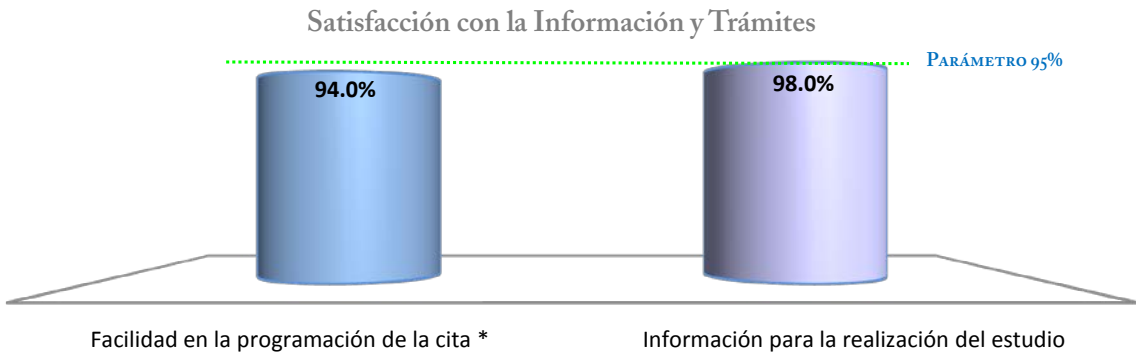 Satisfacción con la Información y Trámites
PARÁMETRO 95%
94.0%
98.0%
Facilidad en la programación de la cita *
Información para la realización del estudio